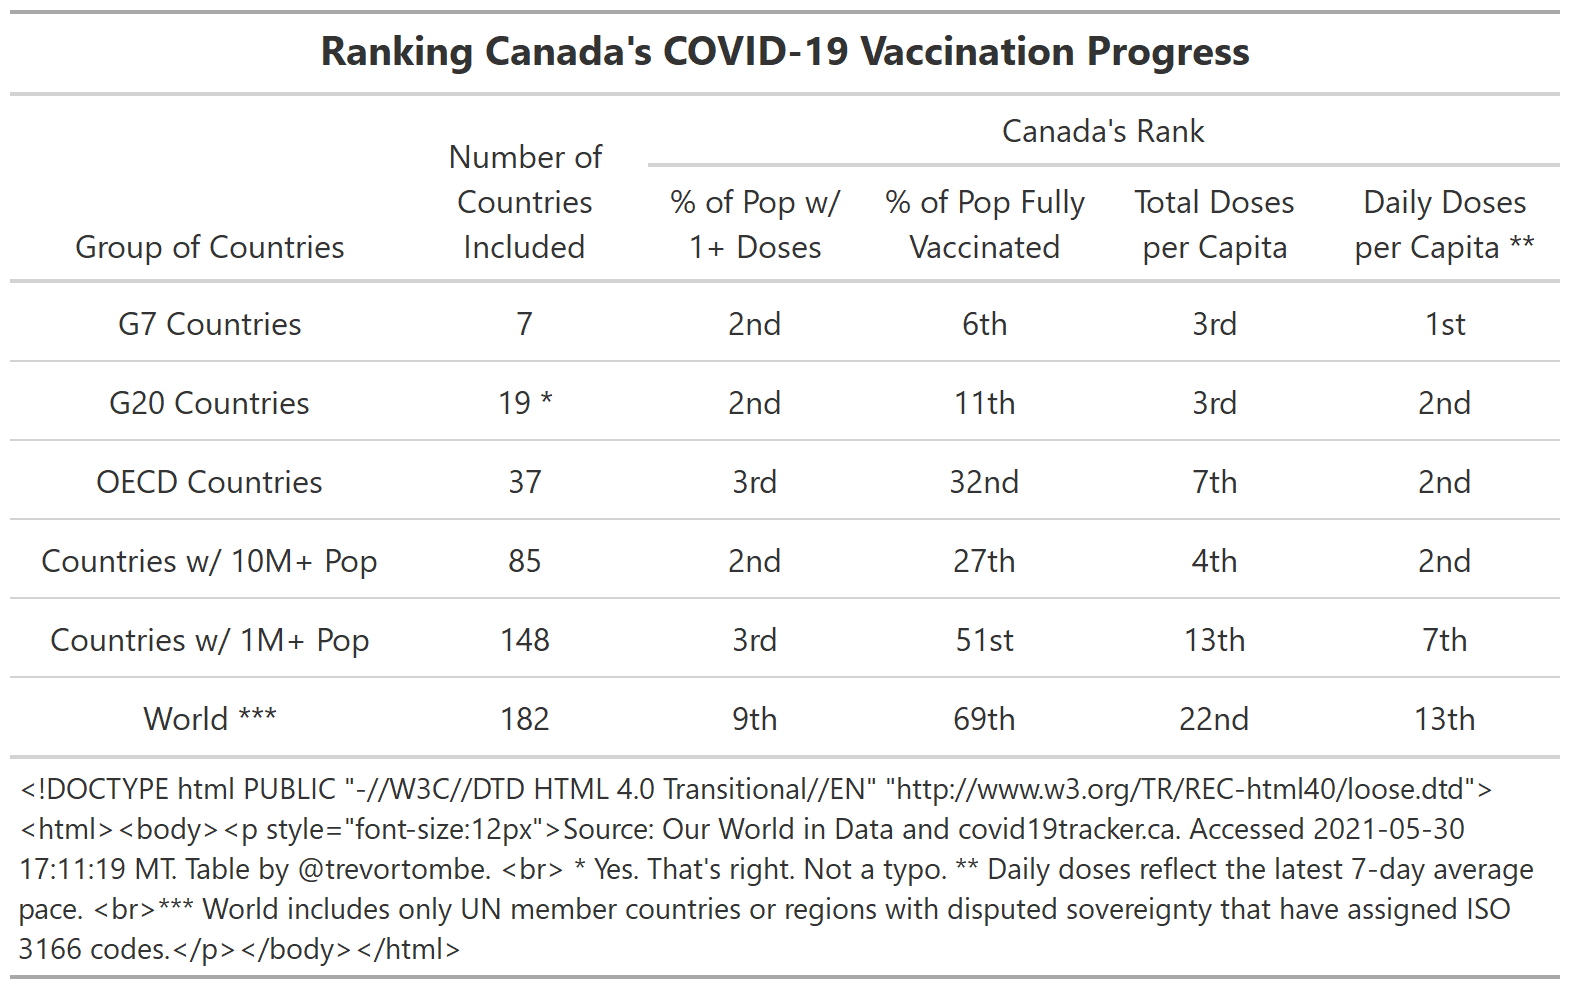 Ranking Canada's COVID-19 Vaccination Progress
Canada's Rank
Group of Countries Number of Countries Included % of Pop w/ 1+ Doses % of Pop Fully Vaccinated Total Doses per Capita Daily Doses per Capita **
G7 Countries 7 2nd 6th 3rd 1st
G20 Countries 19 * 2nd 11th 3rd 2nd
OECD Countries 37 3rd 32nd 7th 2nd
Countries w/ 10M+ Pop 85 2nd 27th 4th 2nd
Countries w/ 1M+ Pop 148 3rd 51st 13th 7th
World *** 182 9th 69th 22nd 13th
<!DOCTYPE html PUBLIC "-//W3C//DTD HTML 4.0 Transitional//EN" "http://www.w3.org/TR/REC-html40/loose.dtd">
<html><body><p style="font-size:12px">Source: Our World in Data and covid19tracker.ca. Accessed 2021-05-30
17:11:19 MT. Table by @trevortombe. <br> * Yes. That's right. Not a typo. ** Daily doses reflect the latest 7-day average
pace. <br>*** World includes only UN member countries or regions with disputed sovereignty that have assigned ISO
3166 codes.</p></body></html>